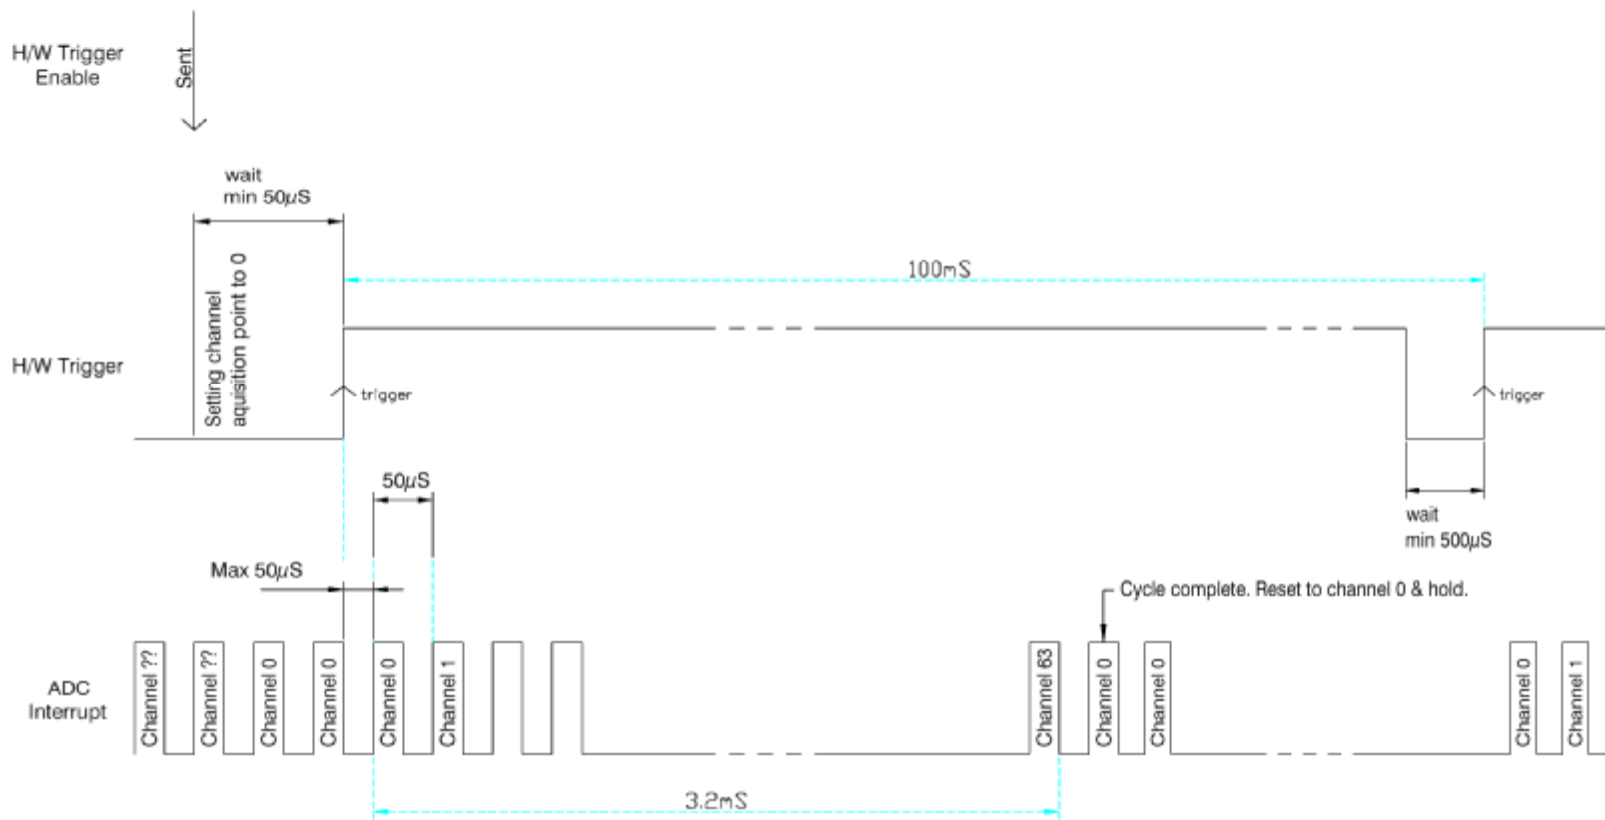 H/W Trigger
Enable
Sent
wait
min 50µS
Setting channel
aquisition point to 0
100mS
H/W Trigger
trigger
trigger
50µS
wait
min 500µS
Max 50µS
Cycle complete. Reset to channel 0 & hold.
ADC
Interrupt
Channel ??
Channel ??
Channel 0
Channel 0
Channel 0
Channel 1
Channel 63
Channel 0
Channel 0
Channel 0
Channel 1
3.2mS